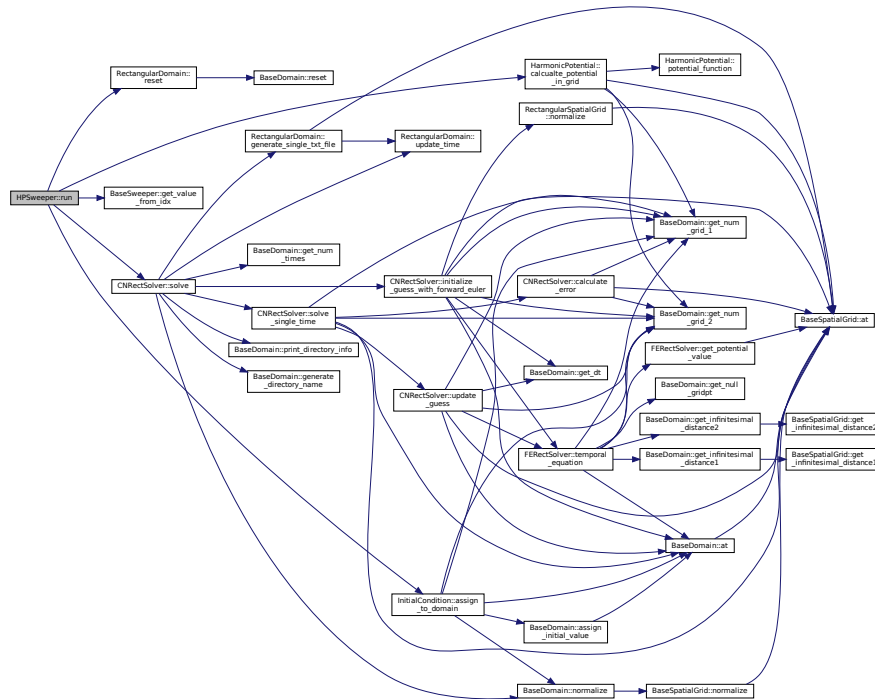 HPSweeper::run
RectangularDomain::
reset
BaseSweeper::get_value
_from_idx
CNRectSolver::solve
InitialCondition::assign
_to_domain
BaseDomain::reset
RectangularDomain::
generate_single_txt_file
BaseDomain::get_num
_times
CNRectSolver::solve
_single_time
BaseDomain::print_directory_info
BaseDomain::generate
_directory_name
RectangularDomain::
update_time
CNRectSolver::initialize
_guess_with_forward_euler
CNRectSolver::update
_guess
HarmonicPotential::
calcualte_potential
_in_grid
RectangularSpatialGrid
::normalize
CNRectSolver::calculate
_error
BaseDomain::get_dt
FERectSolver::temporal
_equation
BaseDomain::assign
_initial_value
BaseDomain::normalize
HarmonicPotential::
potential_function
BaseDomain::get_num
_grid_1
BaseDomain::get_num
_grid_2
FERectSolver::get_potential
_value
BaseDomain::get_null
_gridpt
BaseDomain::get_infinitesimal
_distance2
BaseDomain::get_infinitesimal
_distance1
BaseDomain::at
BaseSpatialGrid::normalize
BaseSpatialGrid::at
BaseSpatialGrid::get
_infinitesimal_distance2
BaseSpatialGrid::get
_infinitesimal_distance1